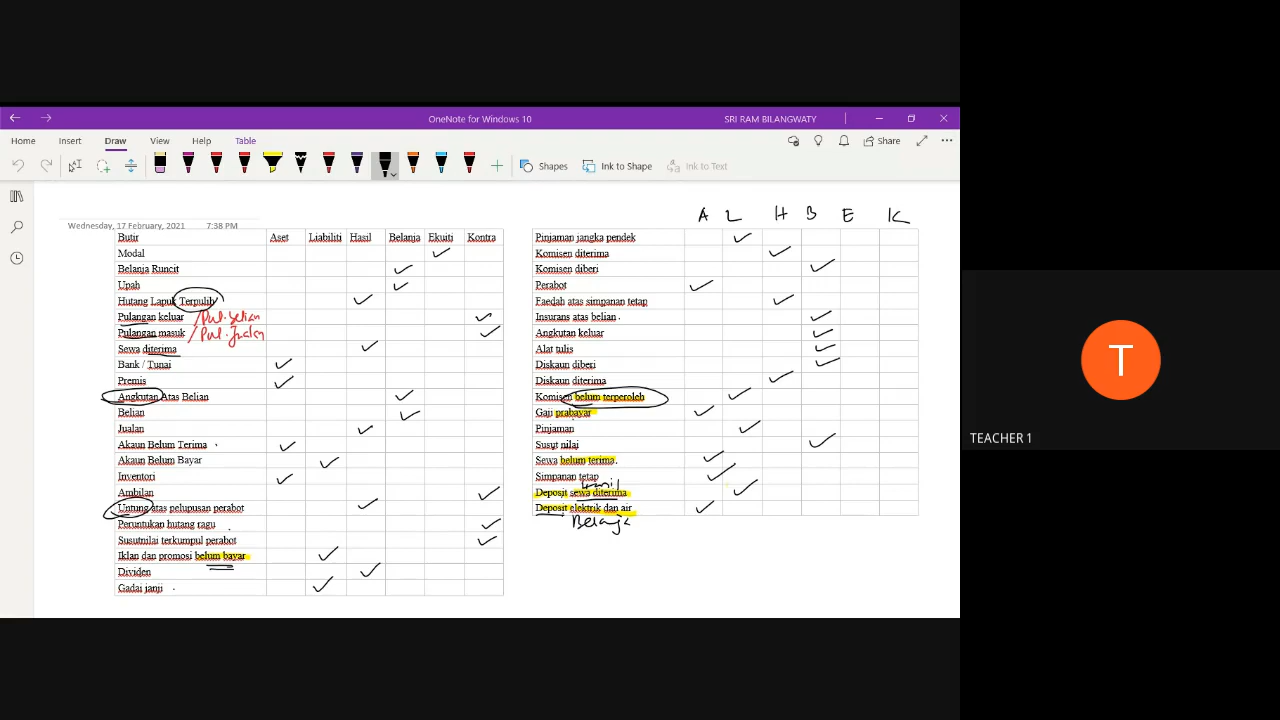 OneNote for Windows 10
SRI RAM BILANGWATY
Home Insert Draw View Help Table
Share
Shapes Ink to Shape Ink to Text
Wednesday, 17 February, 2021 7:38 PM
Butir Aset Liabiliti Hasil Belanja Ekuiti Kontra
Modal
Belanja Runcit
Upah
Hutang Lapuk Terpulih
Pulangan keluar / Pul. Belian
Pulangan masuk / Pul. Jualan
Sewa diterima
Bank / Tunai
Premis
Angkutan Atas Belian
Belian
Jualan
Akaun Belum Terima
Akaun Belum Bayar
Inventori
Ambilan
Untung atas pelupusan perabot
Peruntukan hutang ragu
Susutnilai terkumpul perabot
Iklan dan promosi belum bayar
Dividen
Gadai janji
A L H B E K
Pinjaman jangka pendek
Komisen diterima
Komisen diberi
Perabot
Faedah atas simpanan tetap
Insurans atas belian
Angkutan keluar
Alat tulis
Diskaun diberi
Diskaun diterima
Komisen belum terperoleh
Gaji prabayar
Pinjaman
Susut nilai
Sewa belum terima
Simpanan tetap
Hasil
Deposit sewa diterima
Deposit elektrik dan air
Belanja
T
TEACHER 1